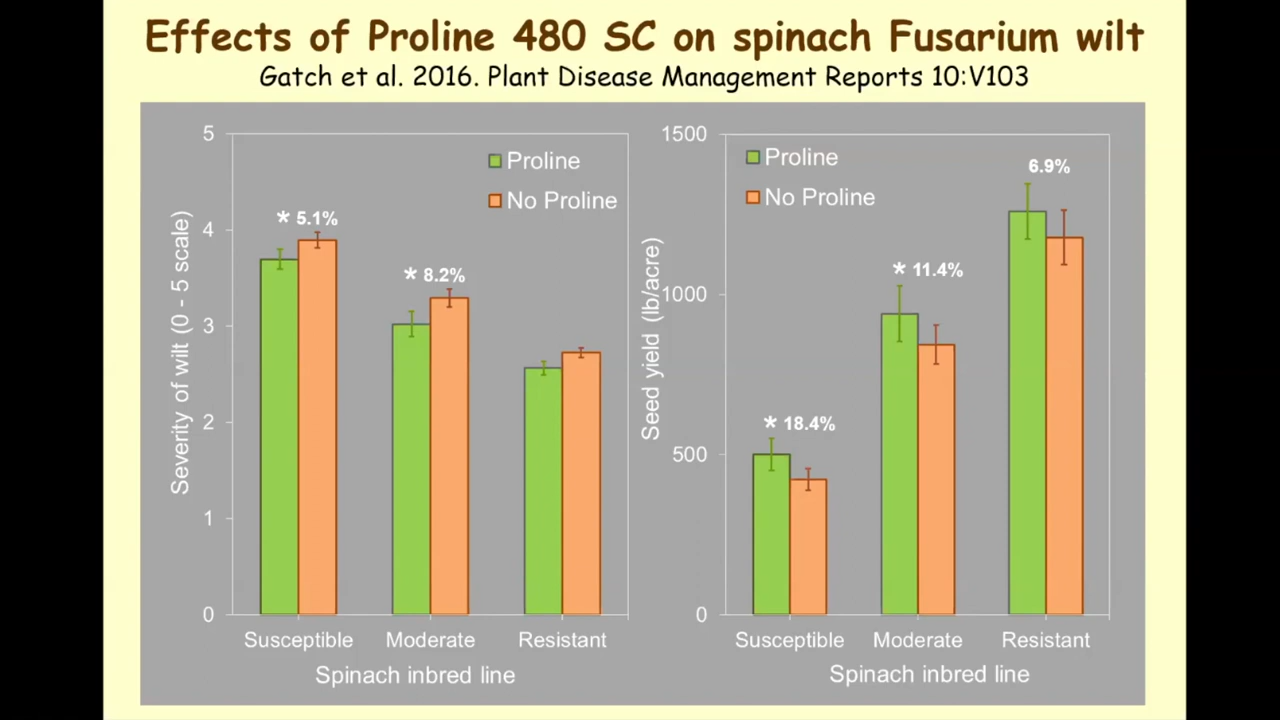 Effects of Proline 480 SC on spinach Fusarium wilt
Gatch et al. 2016. Plant Disease Management Reports 10:V103
5
4
3
2
1
0
Severity of wilt (0 - 5 scale)
Proline
No Proline
* 5.1%
* 8.2%
Susceptible Moderate Resistant
Spinach inbred line
1500
1000
500
0
Seed yield (lb/acre)
Proline
No Proline
* 18.4%
* 11.4%
6.9%
Susceptible Moderate Resistant
Spinach inbred line